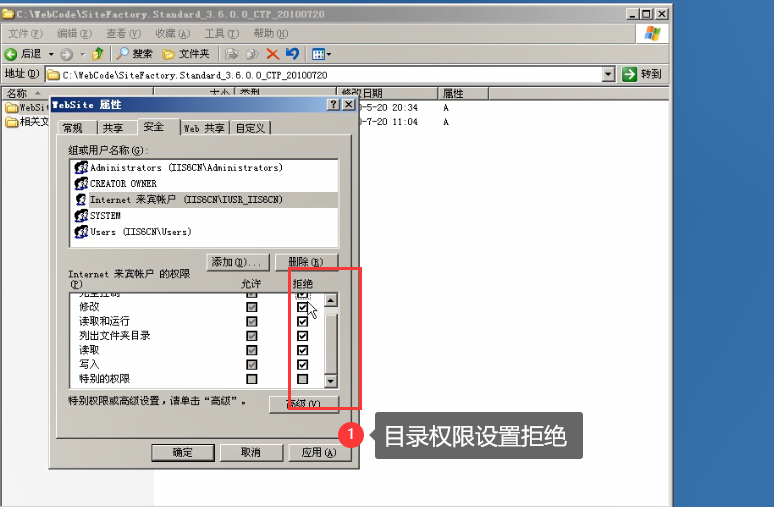 C:\WebCode\SiteFactory.Standard_3.6.0.0_CTP_20100720
文件(F) 编辑(E) 查看(V) 收藏(A) 工具(T) 帮助(H)
后退 搜索 文件夹
地址(D) C:\WebCode\SiteFactory.Standard_3.6.0.0_CTP_20100720 转到
名称 大小 类型 修改日期 属性
WebSit -5-20 20:34 A
相关文 -7-20 11:04 A
WebSite 属性
常规 共享 安全 Web 共享 自定义
组或用户名称(G):
Administrators (IIS6CN\Administrators)
CREATOR OWNER
Internet 来宾帐户 (IIS6CN\IUSR_IIS6CN)
SYSTEM
Users (IIS6CN\Users)
添加(D)... 删除(R)
Internet 来宾帐户 的权限
(P) 允许 拒绝
完全控制
修改
读取和运行
列出文件夹目录
读取
写入
特别的权限
特别权限或高级设置，请单击“高级”。
高级(V)
1 目录权限设置拒绝
确定 取消 应用(A)